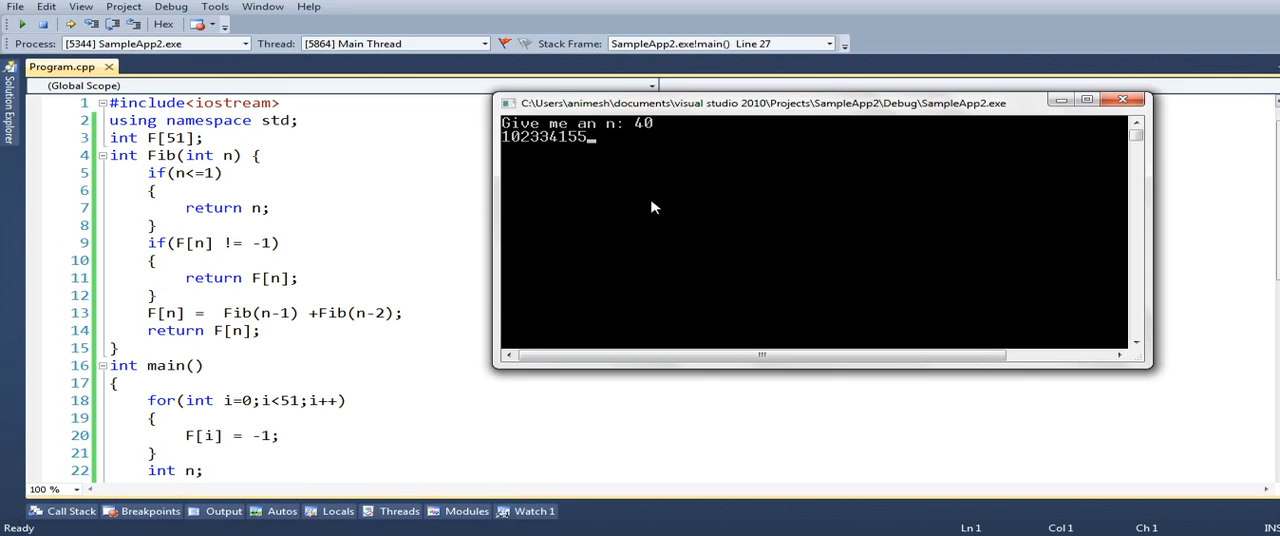 File Edit View Project Debug Tools Window Help
Hex
Process: [5344] SampleApp2.exe Thread: [5864] Main Thread Stack Frame: SampleApp2.exe!main() Line 27
Program.cpp
(Global Scope)
Solution Explorer
1 #include<iostream>
2 using namespace std;
3 int F[51];
4 int Fib(int n) {
5 if(n<=1)
6 {
7 return n;
8 }
9 if(F[n] != -1)
10 {
11 return F[n];
12 }
13 F[n] = Fib(n-1) +Fib(n-2);
14 return F[n];
15 }
16 int main()
17 {
18 for(int i=0;i<51;i++)
19 {
20 F[i] = -1;
21 }
22 int n;
C:\Users\animesh\documents\visual studio 2010\Projects\SampleApp2\Debug\SampleApp2.exe
Give me an n: 40
102334155_
100 %
Call Stack Breakpoints Output Autos Locals Threads Modules Watch 1
Ready Ln 1 Col 1 Ch 1 INS